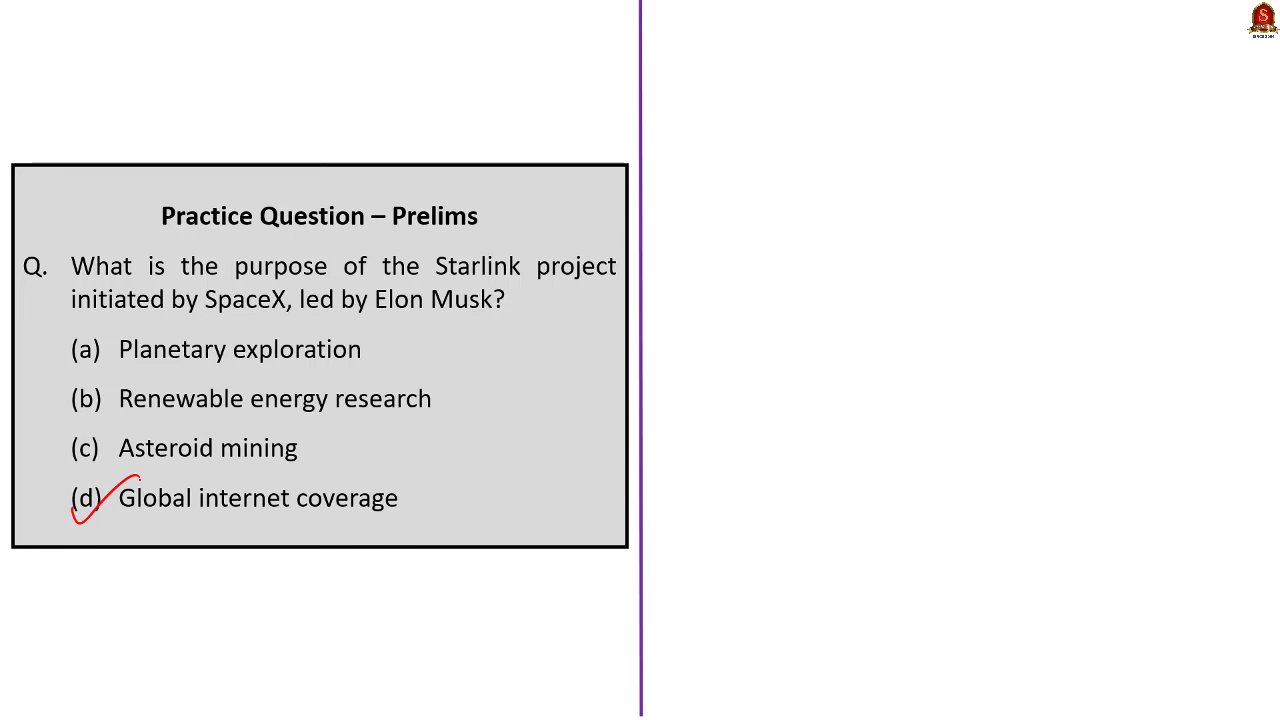 S
Practice Question – Prelims
Q. What is the purpose of the Starlink project
initiated by SpaceX, led by Elon Musk?
(a) Planetary exploration
(b) Renewable energy research
(c) Asteroid mining
(d) Global internet coverage